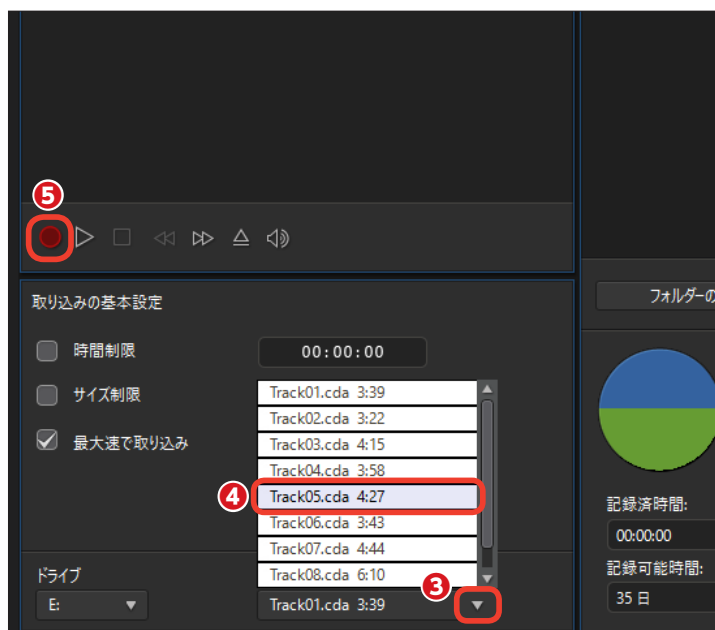 5
取り込みの基本設定
フォルダーの
時間制限
00:00:00
サイズ制限
最大速で取り込み
Track01.cda 3:39
Track02.cda 3:22
Track03.cda 4:15
Track04.cda 3:58
4
Track05.cda 4:27
Track06.cda 3:43
Track07.cda 4:44
Track08.cda 6:10
3
記録済時間:
00:00:00
記録可能時間:
35 日
ドライブ
E:
Track01.cda 3:39